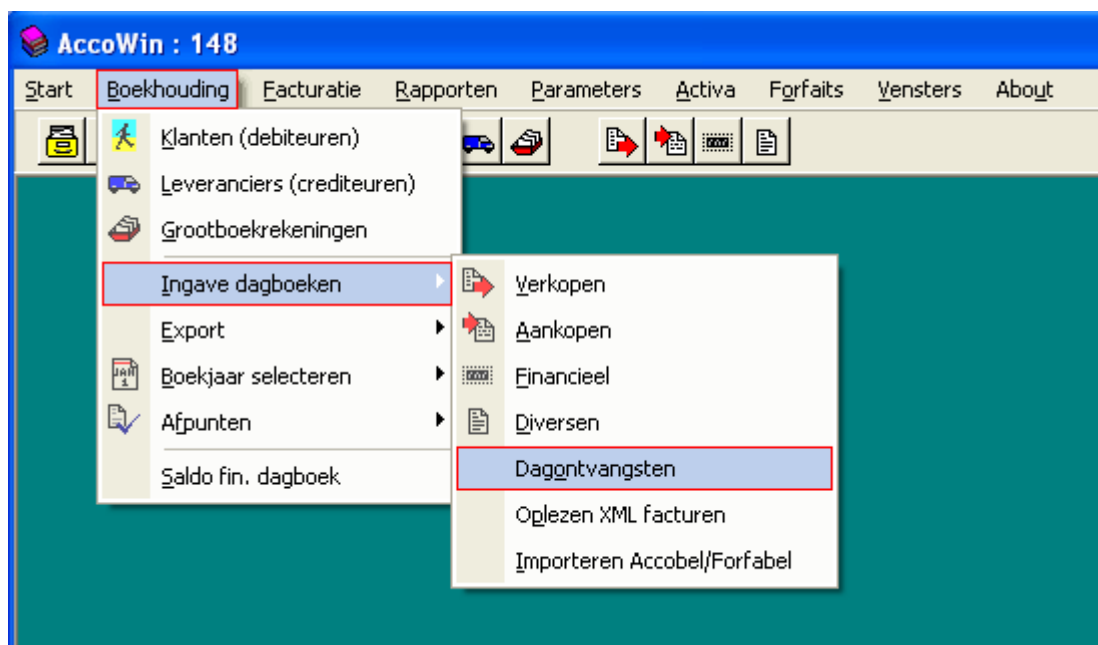 AccoWin : 148
Start Boekhouding Facturatie Rapporten Parameters Activa Forfaits Vensters About
Klanten (debiteuren)
Leveranciers (crediteuren)
Grootboekrekeningen
Ingave dagboeken
Export
Boekjaar selecteren
Afpunten
Saldo fin. dagboek
Verkopen
Aankopen
Financieel
Diversen
Dagontvangsten
Oplezen XML facturen
Importeren Accobel/Forfabel